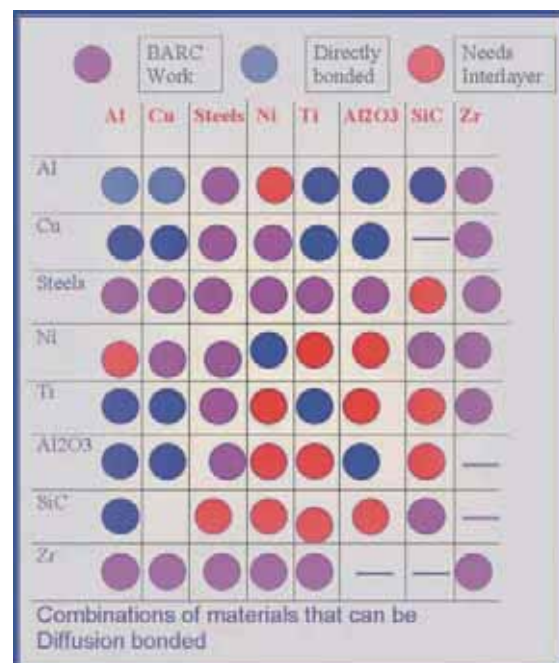 BARC
Work
Directly
bonded
Needs
Interlayer
Al Cu Steels Ni Ti Al2O3 SiC Zr
Al
Cu
Steels
Ni
Ti
Al2O3
SiC
Zr
Combinations of materials that can be
Diffusion bonded